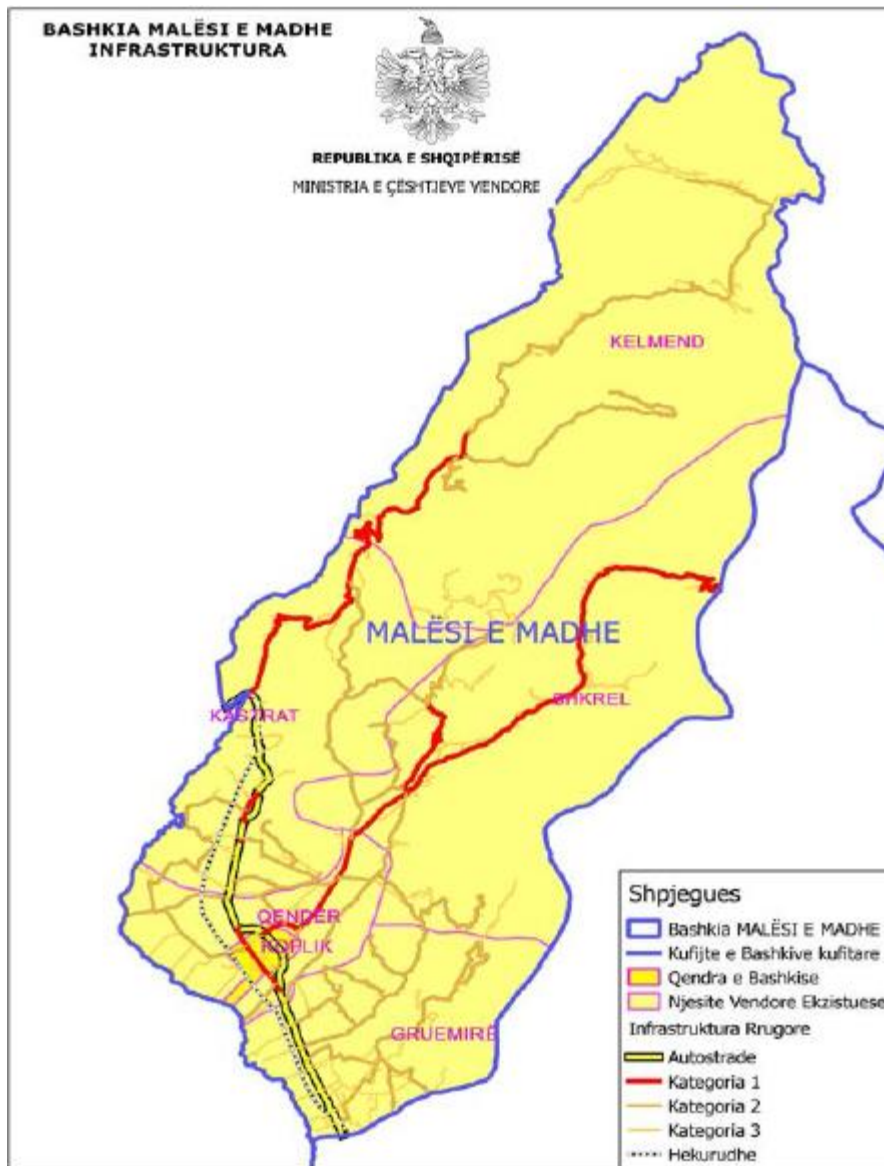 BASHKIA MALËSI E MADHE
INFRASTRUKTURA
REPUBLIKA E SHQIPËRISË
MINISTRIA E ÇËSHTJEVE VENDORE
KELMEND
MALËSI E MADHE
SHKREL
KASTRAT
QENDËR
KOPLIK
GRUEMIRË
Shpjegues
Bashkia MALËSI E MADHE
Kufijte e Bashkive kufitare
Qendra e Bashkise
Njesite Vendore Ekzistuese
Infrastruktura Rrugore
Autostrade
Kategoria 1
Kategoria 2
Kategoria 3
Hekurudhe